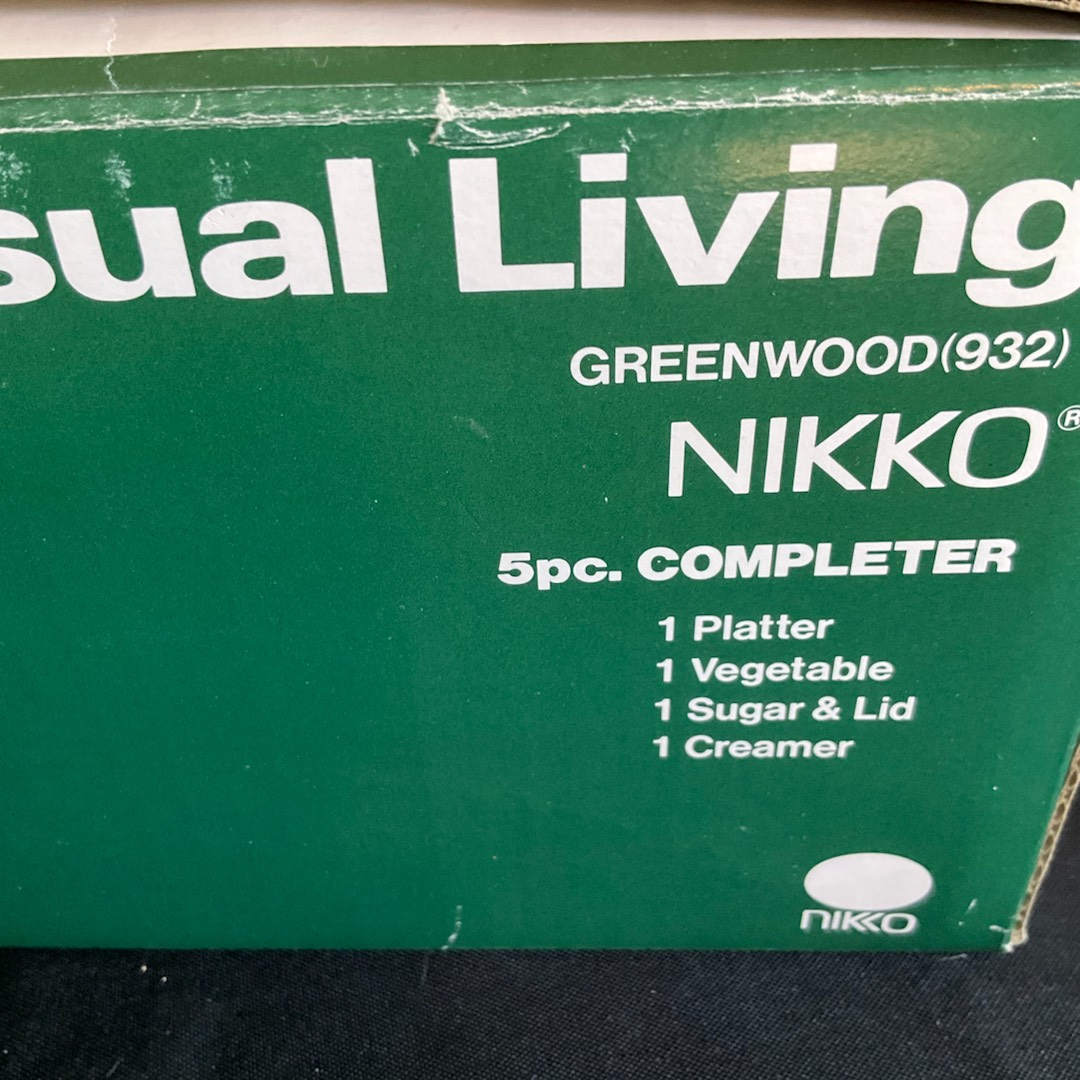 sual Living
GREENWOOD(932)
NIKKO®
5pc. COMPLETER
1 Platter
1 Vegetable
1 Sugar & Lid
1 Creamer
NIKKO